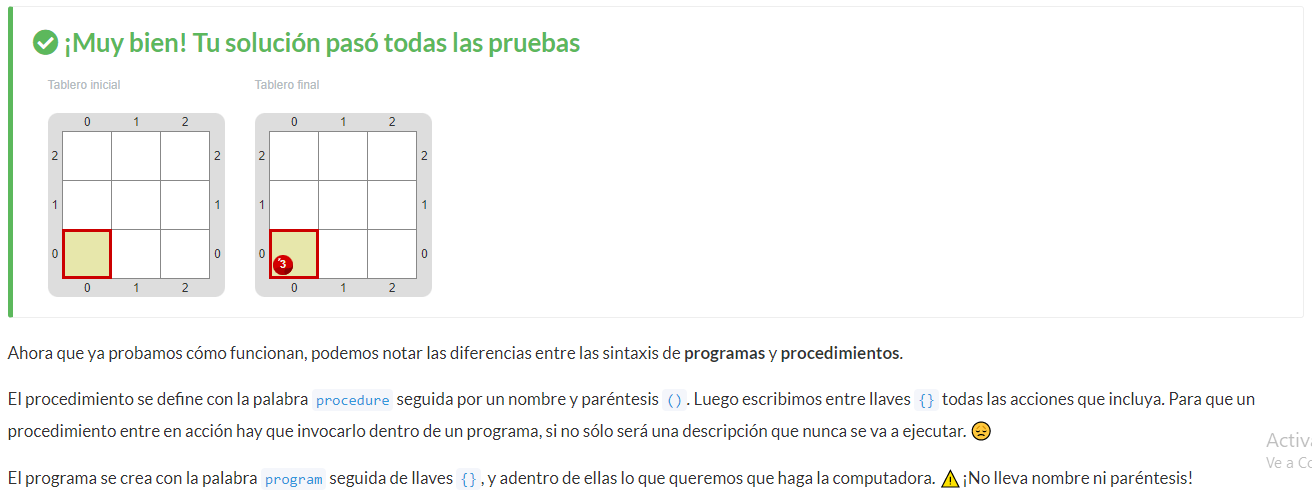 ¡Muy bien! Tu solución pasó todas las pruebas
Tablero inicial
Tablero final
0 1 2
2 2
1 1
0 0
0 1 2
0 1 2
2 2
1 1
0 3 0
0 1 2
Ahora que ya probamos cómo funcionan, podemos notar las diferencias entre las sintaxis de programas y procedimientos.
El procedimiento se define con la palabra procedure seguida por un nombre y paréntesis (). Luego escribimos entre llaves {} todas las acciones que incluya. Para que un
procedimiento entre en acción hay que invocarlo dentro de un programa, si no sólo será una descripción que nunca se va a ejecutar.
El programa se crea con la palabra program seguida de llaves {}, y adentro de ellas lo que queremos que haga la computadora. ¡No lleva nombre ni paréntesis!
Ve a